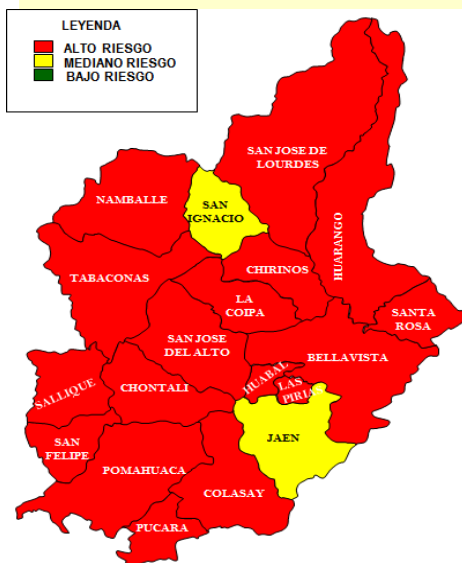 LEYENDA
ALTO RIESGO
MEDIANO RIESGO
BAJO RIESGO
SAN JOSE DE
LOURDES
NAMBALLE
SAN
IGNACIO
HUARANGO
TABACONAS
CHIRINOS
LA
COIPA
SANTA
ROSA
SAN JOSE
DEL ALTO
BELLAVISTA
HUABAL
LAS
PIRIAS
SALLIQUE
CHONTALI
JAEN
SAN
FELIPE
POMAHUACA
COLASAY
PUCARA